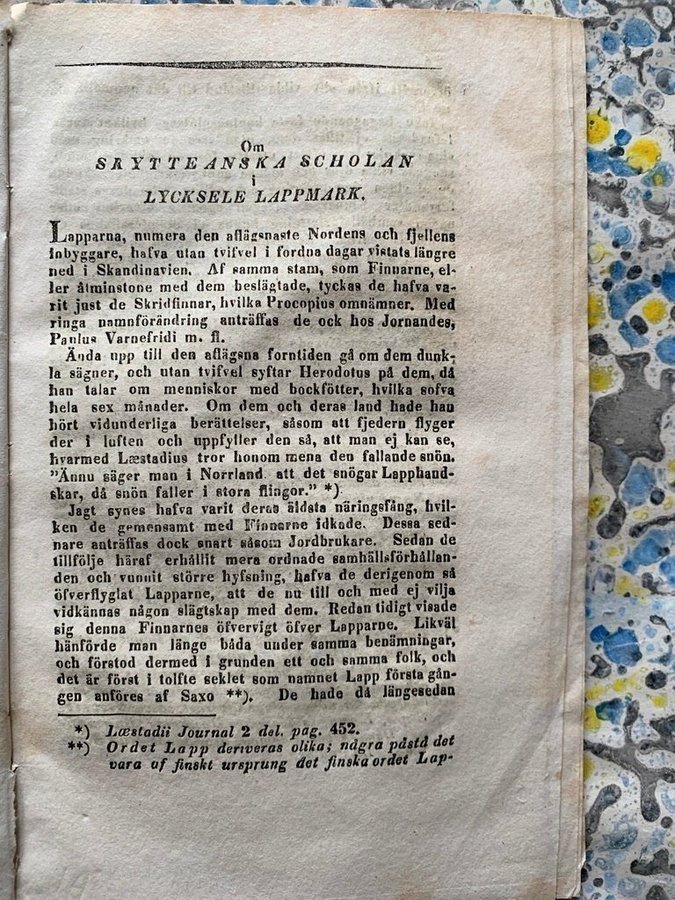 Om
SKYTTEANSKA SCHOLAN
i
LYCKSELE LAPPMARK.
Lapparna, numera den aflägsnaste Nordens och fjellens
inbyggare, hafva utan tvifvel i fordna dagar vistats längre
ned i Skandinavien. Af samma stam, som Finnarne, el-
ler åtminstone med dem beslägtade, tyckas de hafva va-
rit just de Skridfinnar, hvilka Procopius omnämner. Med
ringa namnförändring anträffas de ock hos Jornandes,
Paulus Varnefridi m. fl.
Ända upp till den aflägsna forntiden gå om dem dunk-
la sägner, och utan tvifvel syftar Herodotus på dem, då
han talar om menniskor med bockfötter, hvilka sofva
hela sex månader. Om dem och deras land hade han
hört vidunderliga berättelser, såsom att fjedern flyger
der i luften och uppfyller den så, att man ej kan se,
hvarmed Læstadius tror honom mena den fallande snön.
"Ännu säger man i Norrland att det snögar Lapphand-
skar, då snön faller i stora flingor." *)
Jagt synes hafva varit deras äldsta näringsfång, hvil-
ken de gemensamt med Finnarne idkade. Dessa sed-
nare anträffas dock snart såsom Jordbrukare. Sedan de
tillfölje häraf erhållit mera ordnade samhällsförhållan-
den och vunnit större hyfsning, hafva de derigenom så
öfverflyglat Lapparne, att de nu till och med ej vilja
vidkännas någon slägtskap med dem. Redan tidigt visade
sig denna Finnarnes öfvervigt öfver Lapparne. Likväl
hänförde man länge båda under samma benämningar,
och förstod dermed i grunden ett och samma folk, och
det är först i tolfte seklet som namnet Lapp första gån-
gen anföres af Saxo **). De hade då längesedan
*) Læstadii Journal 2 del. pag. 452.
**) Ordet Lapp deriveras olika; några påstå det
vara af finskt ursprung det finska ordet Lap-